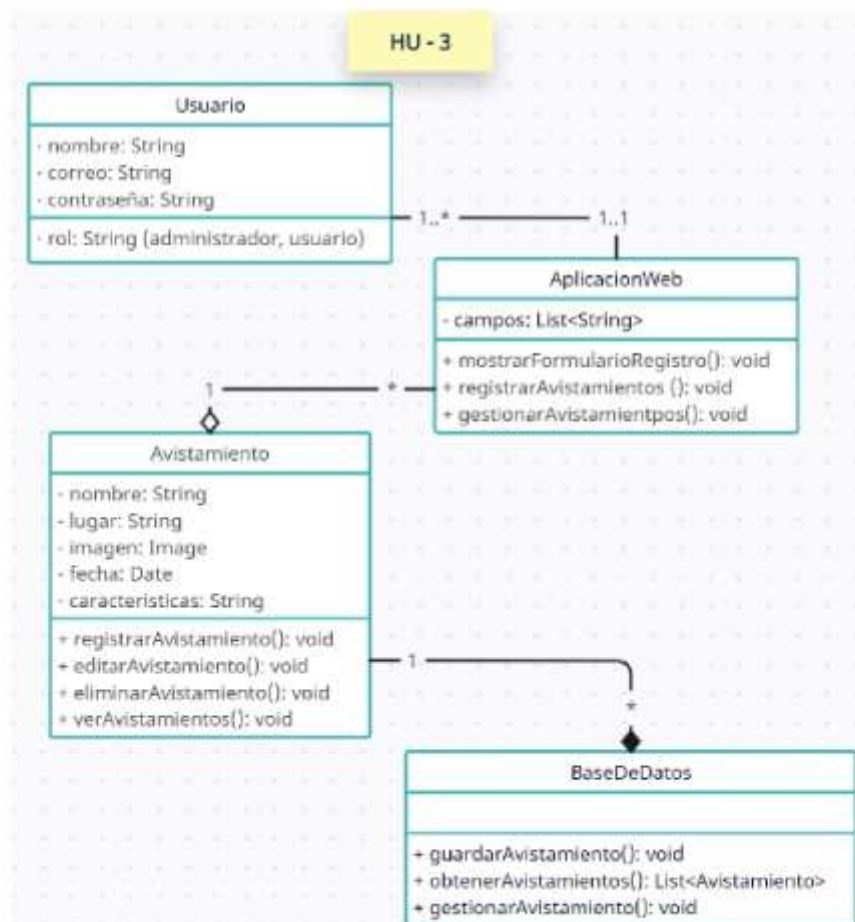 HU - 3
Usuario
- nombre: String
- correo: String
- contraseña: String
- rol: String (administrador, usuario)
1..*
1..1
AplicacionWeb
- campos: List<String>
+ mostrarFormularioRegistro(): void
+ registrarAvistamientos (): void
+ gestionarAvistamientpos(): void
1
*
Avistamiento
- nombre: String
- lugar: String
- imagen: Image
- fecha: Date
- características: String
+ registrarAvistamiento(): void
+ editarAvistamiento(): void
+ eliminarAvistamiento(): void
+ verAvistamientos(): void
1
*
BaseDeDatos
+ guardarAvistamiento(): void
+ obtenerAvistamientos(): List<Avistamiento>
+ gestionarAvistamiento(): void